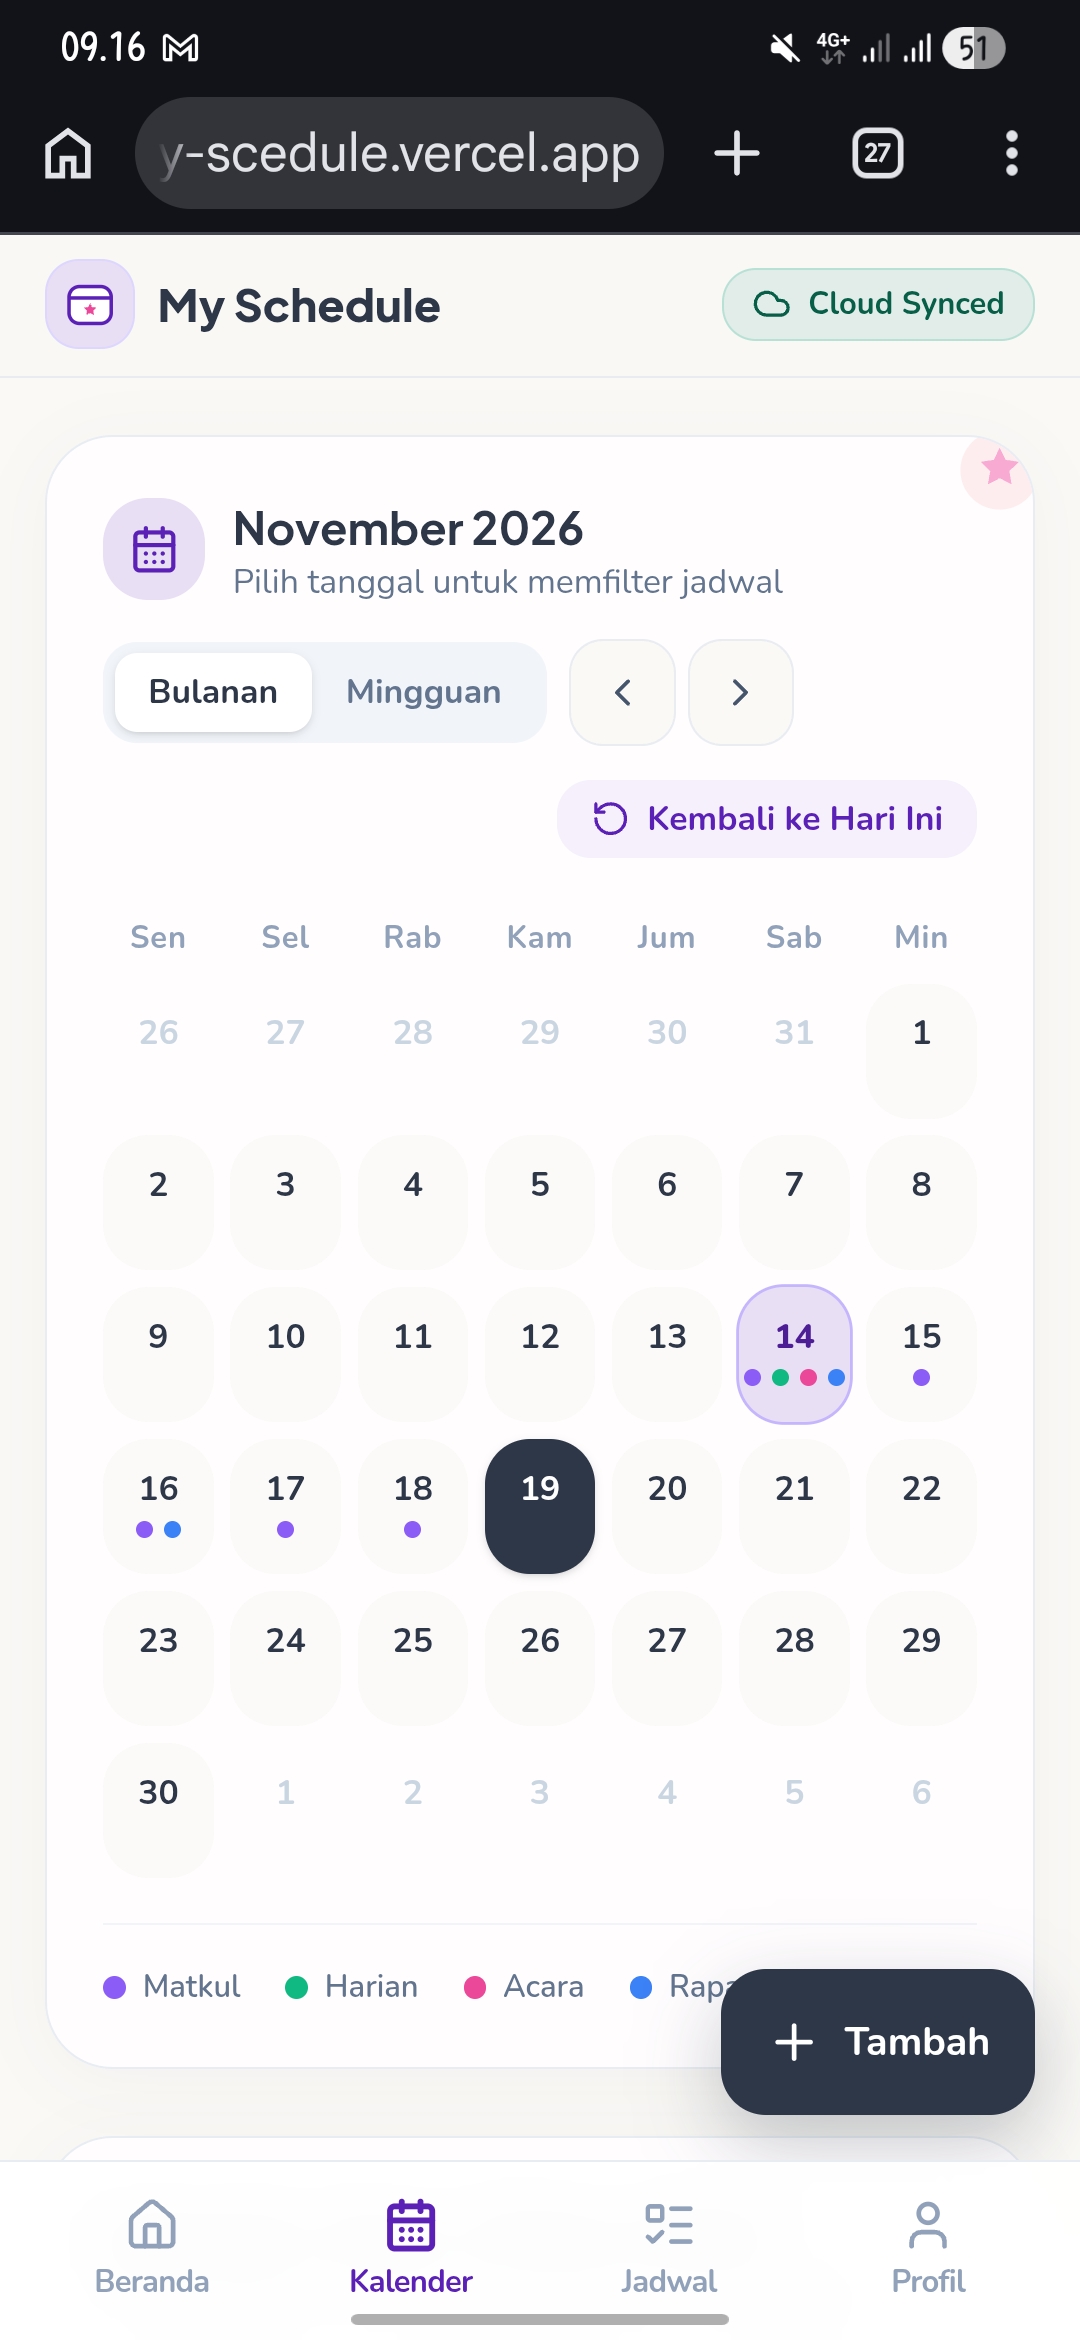 09.16
4G+
51
y-scedule.vercel.app
27
My Schedule
Cloud Synced
November 2026
Pilih tanggal untuk memfilter jadwal
Bulanan Mingguan
Kembali ke Hari Ini
Sen Sel Rab Kam Jum Sab Min
26 27 28 29 30 31 1
2 3 4 5 6 7 8
9 10 11 12 13 14 15
16 17 18 19 20 21 22
23 24 25 26 27 28 29
30 1 2 3 4 5 6
Matkul Harian Acara
Tambah
Beranda Kalender Jadwal Profil